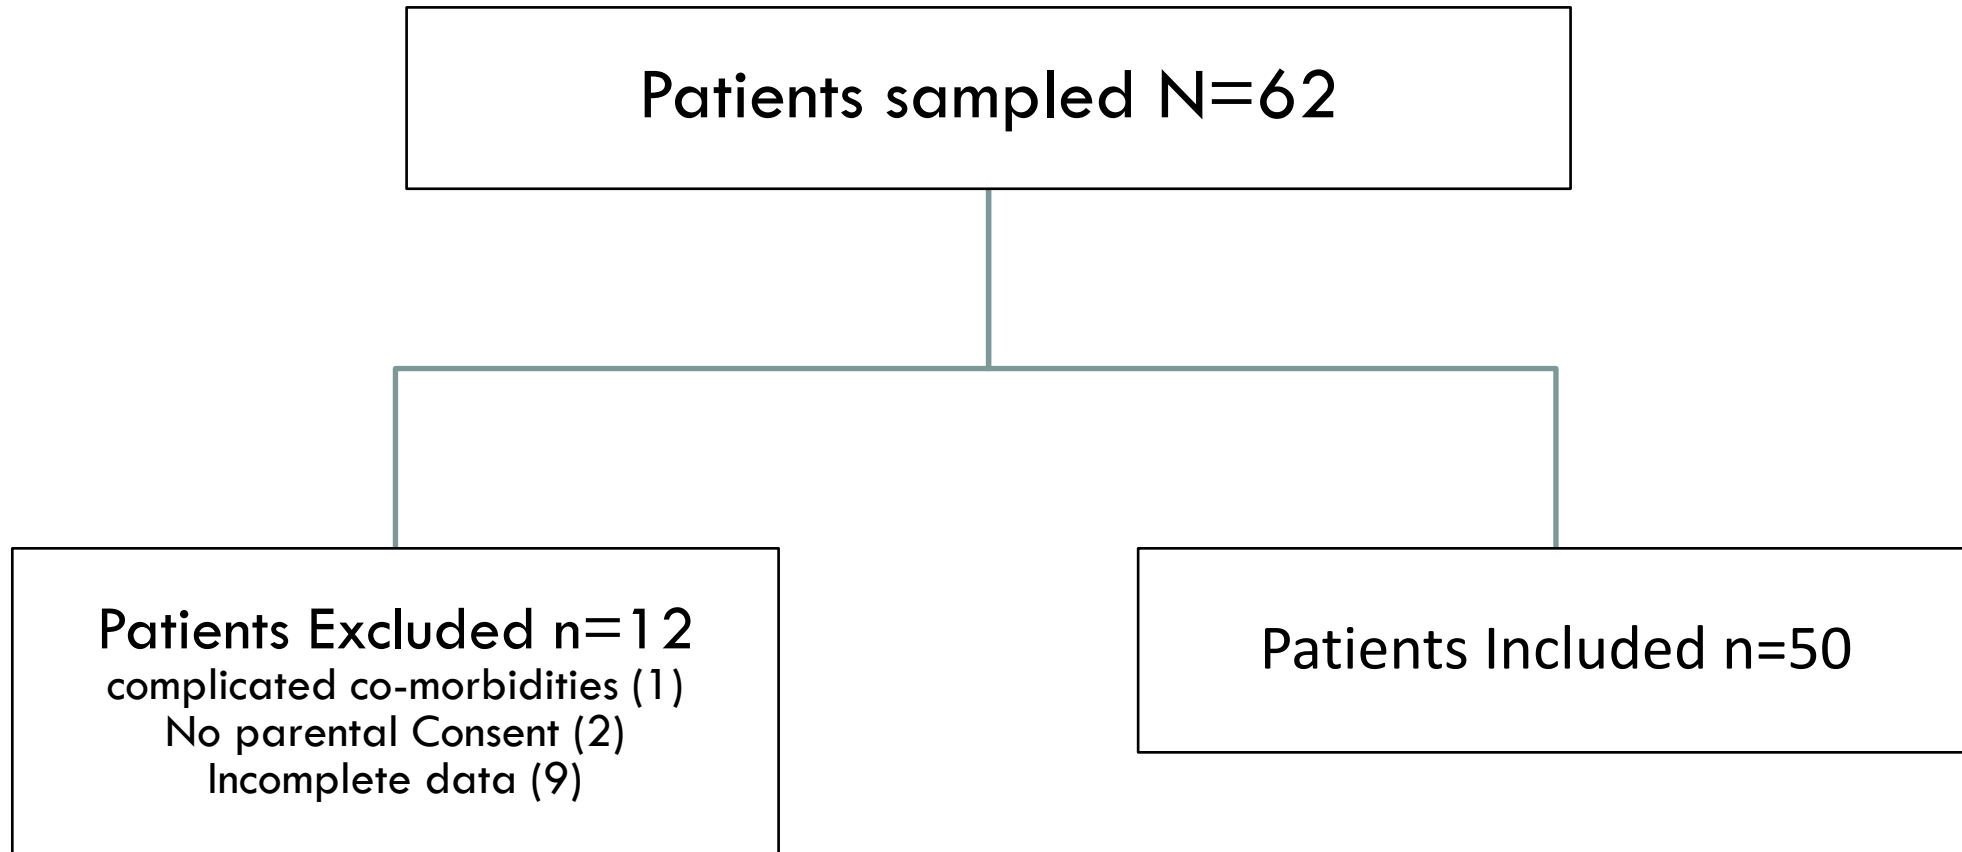 Patients sampled N=62
Patients Excluded n=12
complicated co-morbidities (1)
No parental Consent (2)
Incomplete data (9)
Patients Included n=50